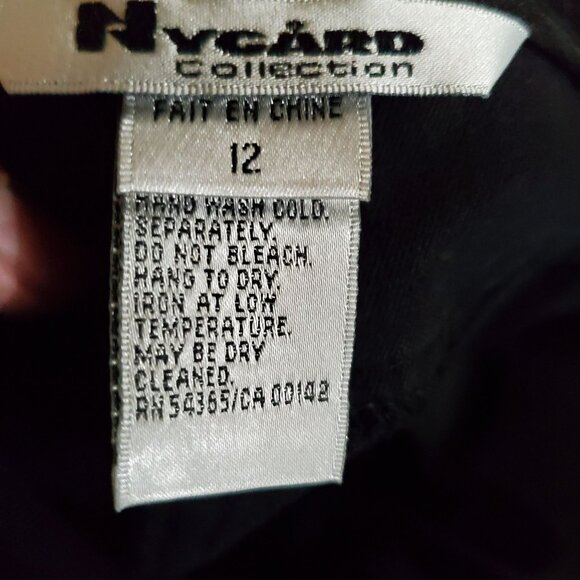 NYGÅRD
Collection
FAIT EN CHINE
12
HAND WASH COLD.
SEPARATELY.
DO NOT BLEACH.
HANG TO DRY.
IRON AT LOW
TEMPERATURE.
MAY BE DRY
CLEANED.
RN 54365/CA 00142